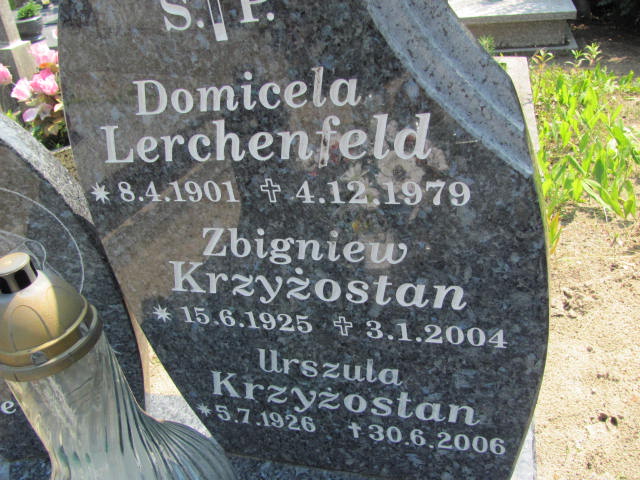 S. P.
Domicela
Lerchenfeld
* 8.4.1901 ✝ 4.12.1979
Zbigniew
Krzyżostan
* 15.6.1925 ✝ 3.1.2004
Urszula
Krzyżostan
* 5.7.1926 ✝ 30.6.2006